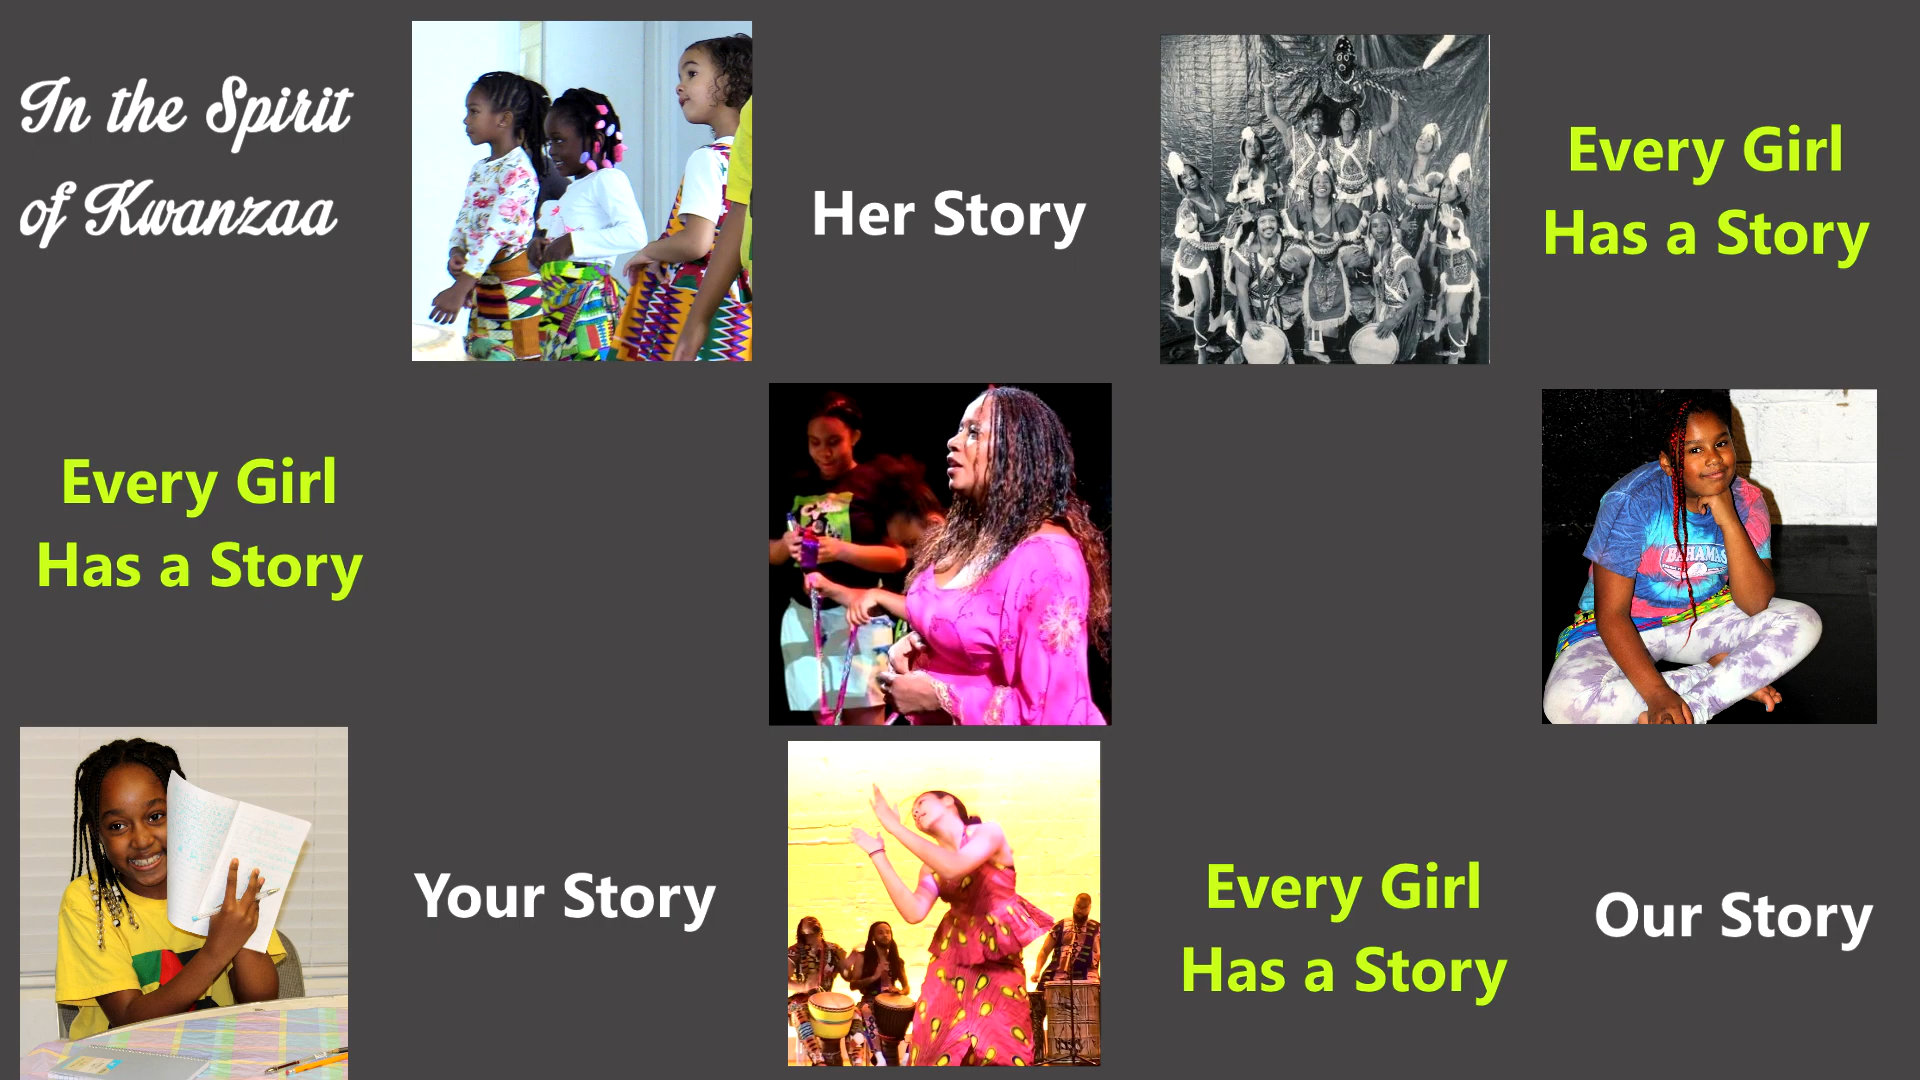 In the Spirit
of Kwanzaa
Her Story
Every Girl
Has a Story
Every Girl
Has a Story
BAHAMAS
Your Story
Every Girl
Has a Story
Our Story